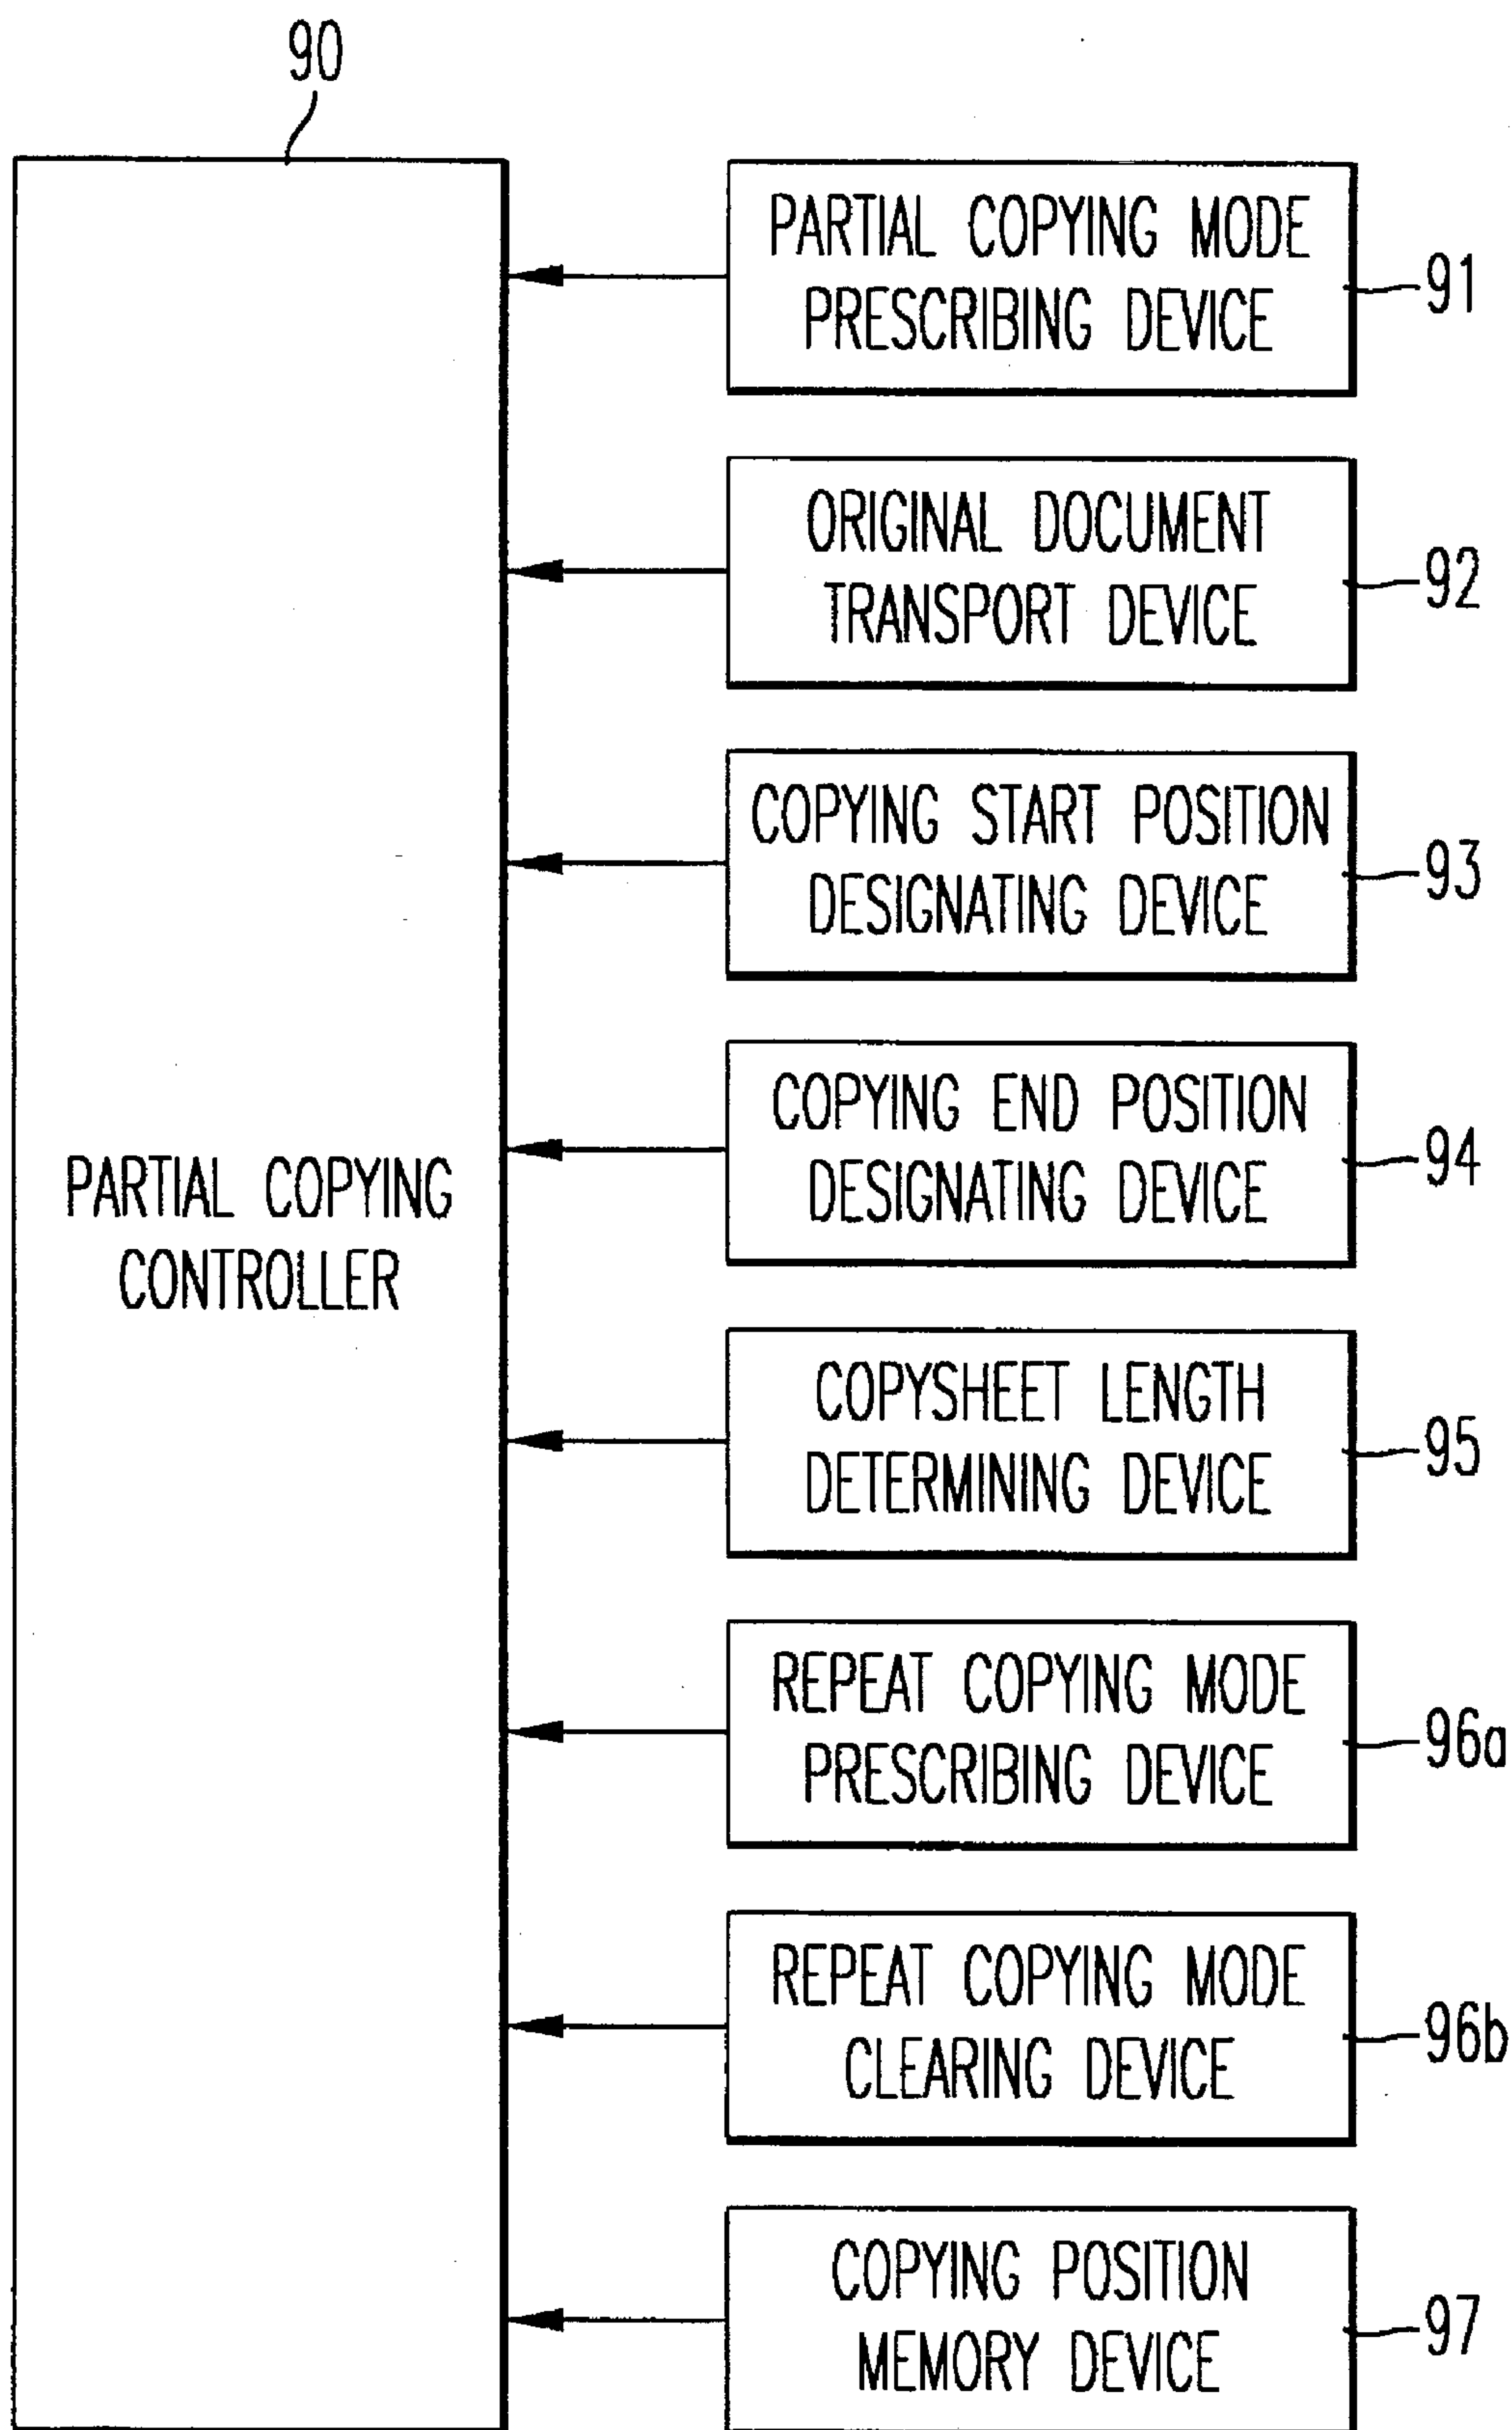 90
PARTIAL COPYING
CONTROLLER
PARTIAL COPYING MODE
PRESCRIBING DEVICE
91
ORIGINAL DOCUMENT
TRANSPORT DEVICE
92
COPYING START POSITION
DESIGNATING DEVICE
93
COPYING END POSITION
DESIGNATING DEVICE
94
COPYSHEET LENGTH
DETERMINING DEVICE
95
REPEAT COPYING MODE
PRESCRIBING DEVICE
96a
REPEAT COPYING MODE
CLEARING DEVICE
96b
COPYING POSITION
MEMORY DEVICE
97